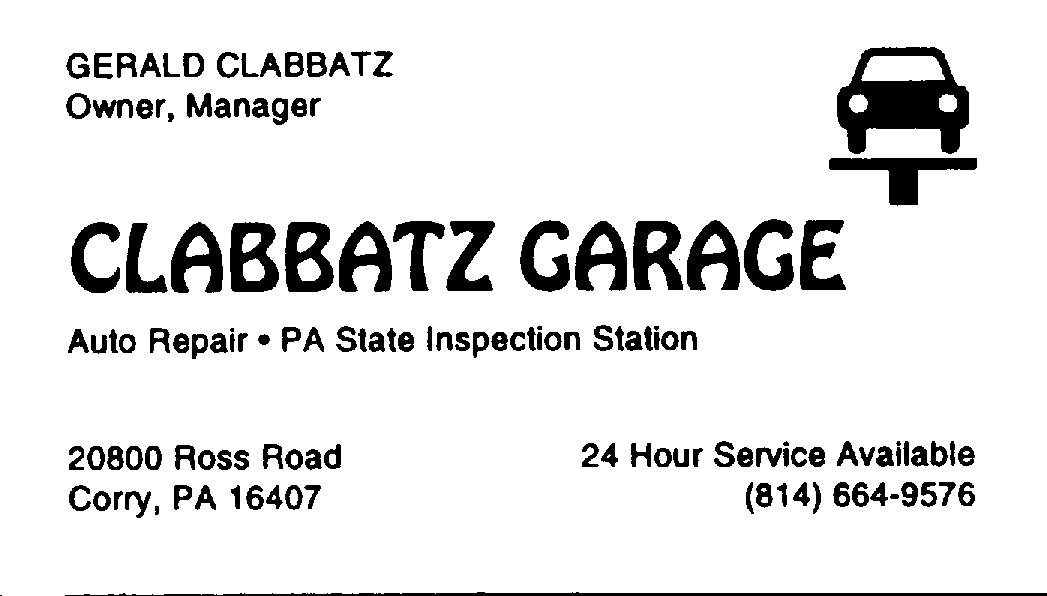 GERALD CLABBATZ
Owner, Manager
CLABBATZ GARAGE
Auto Repair • PA State Inspection Station
20800 Ross Road
Corry, PA 16407
24 Hour Service Available
(814) 664-9576